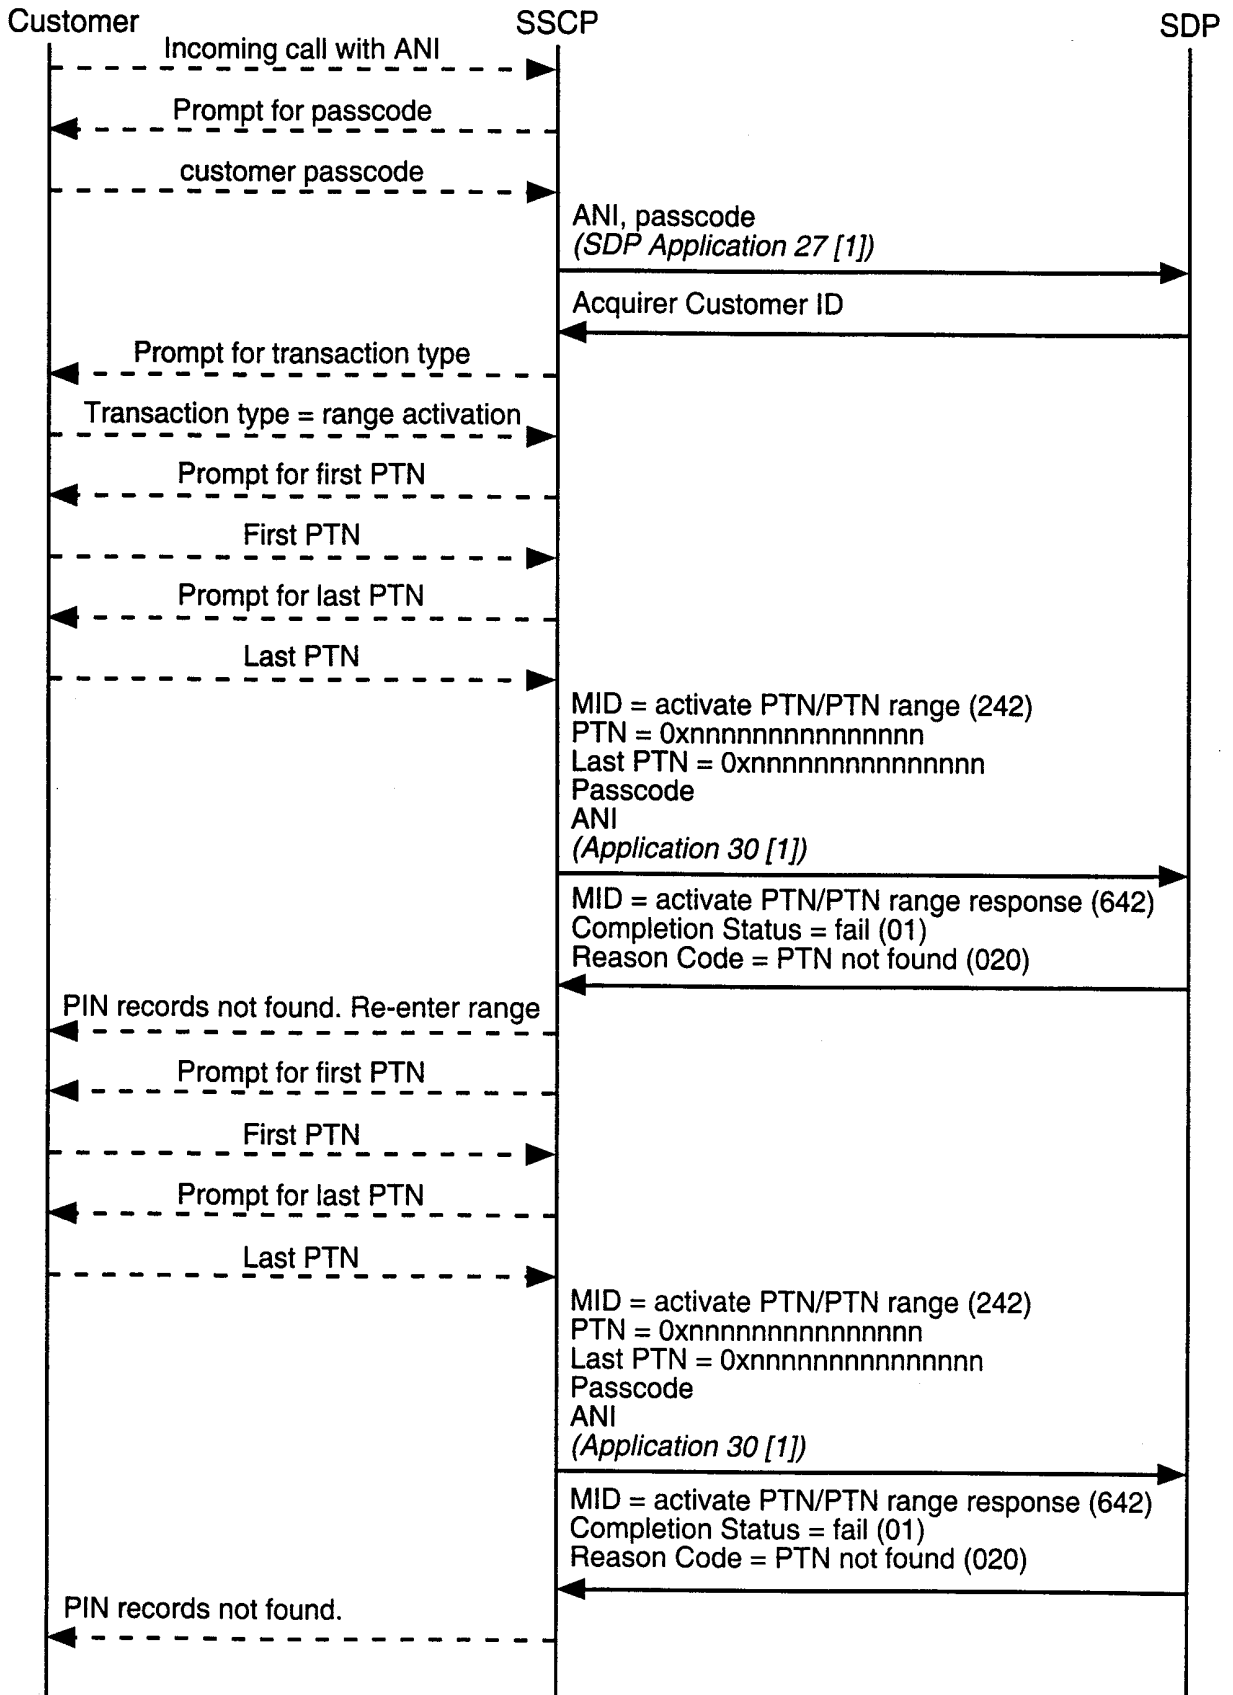 Customer
SSCP
SDP
Incoming call with ANI
Prompt for passcode
customer passcode
ANI, passcode
(SDP Application 27 [1])
Acquirer Customer ID
Prompt for transaction type
Transaction type = range activation
Prompt for first PTN
First PTN
Prompt for last PTN
Last PTN
MID = activate PTN/PTN range (242)
PTN = 0xnnnnnnnnnnnnnnnn
Last PTN = 0xnnnnnnnnnnnnnnnn
Passcode
ANI
(Application 30 [1])
MID = activate PTN/PTN range response (642)
Completion Status = fail (01)
Reason Code = PTN not found (020)
PIN records not found. Re-enter range
Prompt for first PTN
First PTN
Prompt for last PTN
Last PTN
MID = activate PTN/PTN range (242)
PTN = 0xnnnnnnnnnnnnnnnn
Last PTN = 0xnnnnnnnnnnnnnnnn
Passcode
ANI
(Application 30 [1])
MID = activate PTN/PTN range response (642)
Completion Status = fail (01)
Reason Code = PTN not found (020)
PIN records not found.